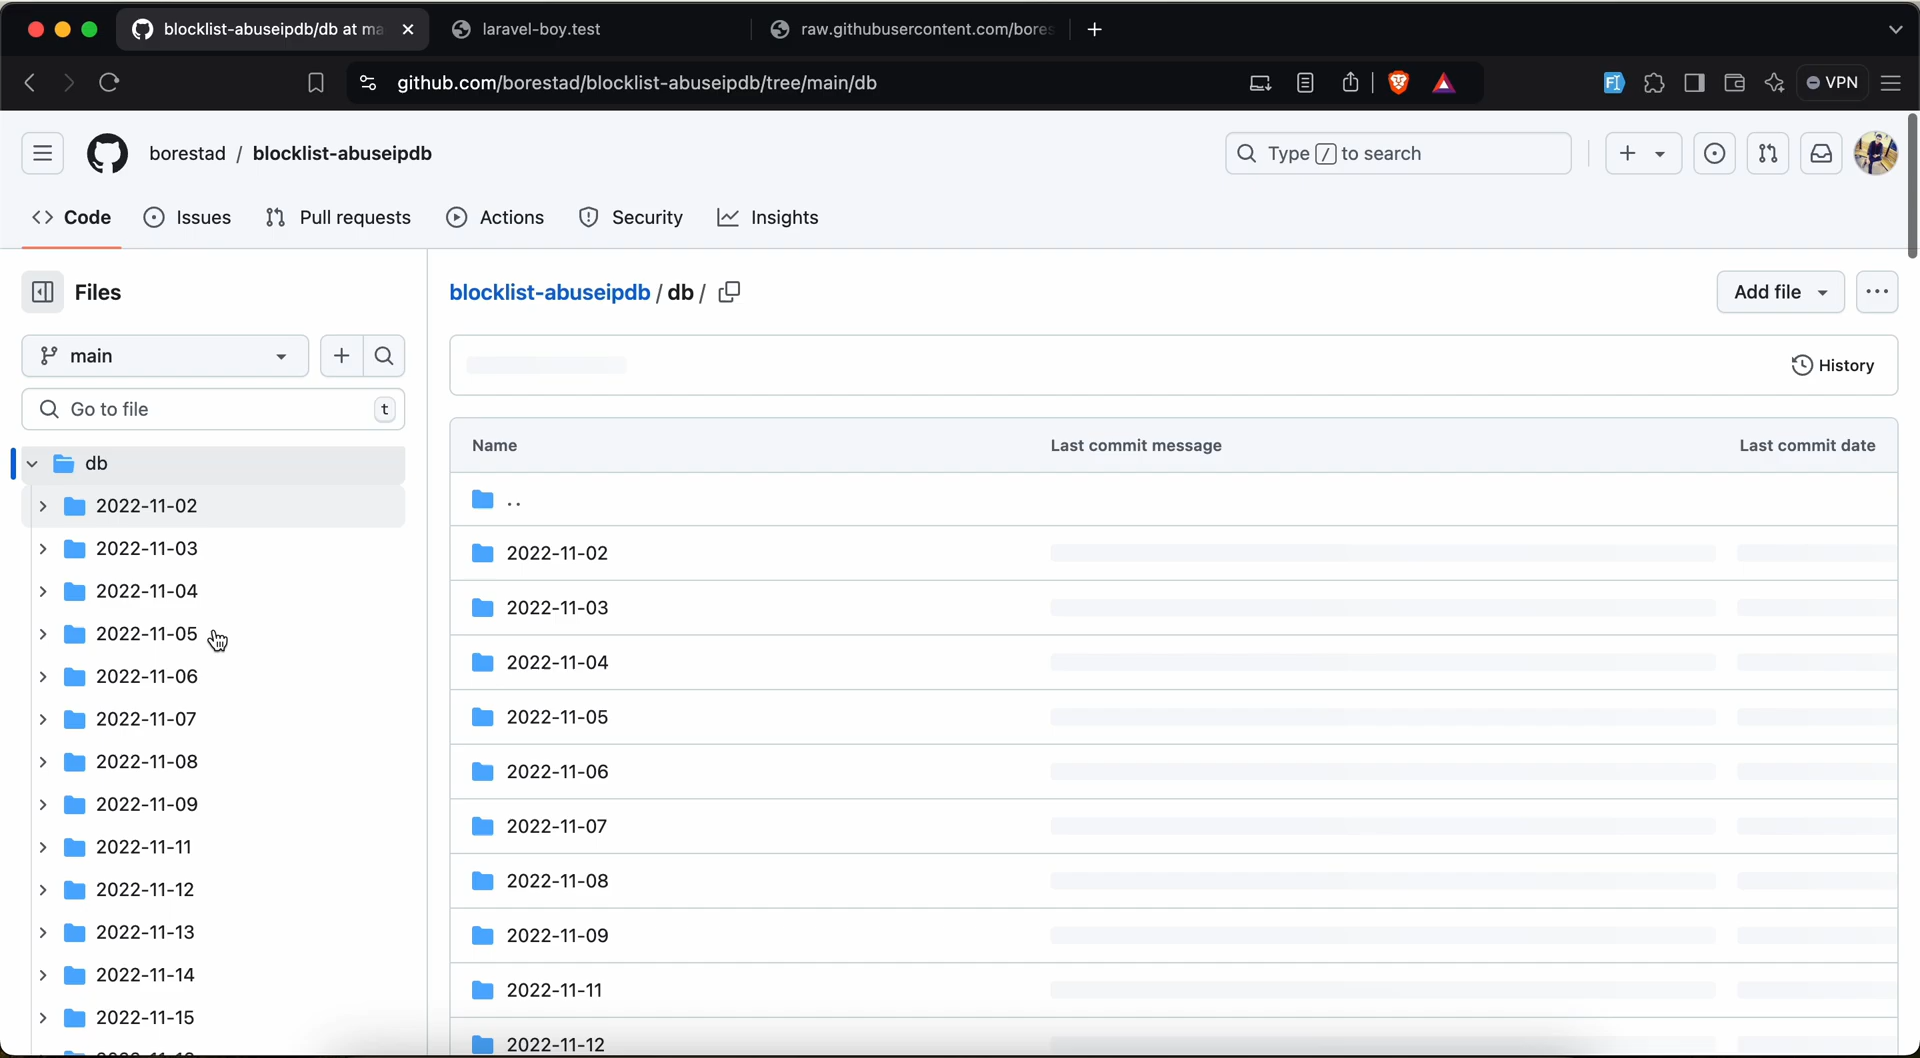 blocklist-abuseipdb/db at ma
laravel-boy.test
raw.githubusercontent.com/bores
github.com/borestad/blocklist-abuseipdb/tree/main/db
FI
VPN
borestad / blocklist-abuseipdb
Type / to search
Code
Issues
Pull requests
Actions
Security
Insights
Files
main
Go to file
t
db
2022-11-02
2022-11-03
2022-11-04
2022-11-05
2022-11-06
2022-11-07
2022-11-08
2022-11-09
2022-11-11
2022-11-12
2022-11-13
2022-11-14
2022-11-15
blocklist-abuseipdb / db /
Add file
History
Name Last commit message Last commit date
..
2022-11-02
2022-11-03
2022-11-04
2022-11-05
2022-11-06
2022-11-07
2022-11-08
2022-11-09
2022-11-11
2022-11-12